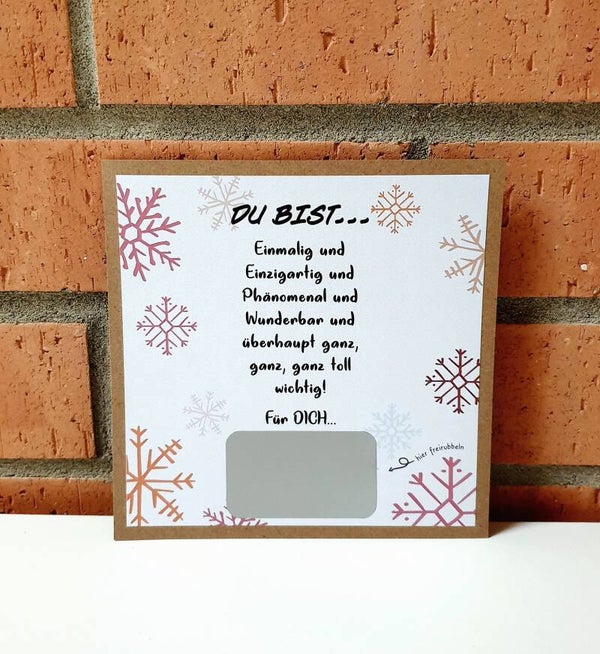 DU BIST...
Einmalig und
Einzigartig und
Phänomenal und
Wunderbar und
überhaupt ganz,
ganz, ganz toll
wichtig!
Für DICH...
hier freirubbeln